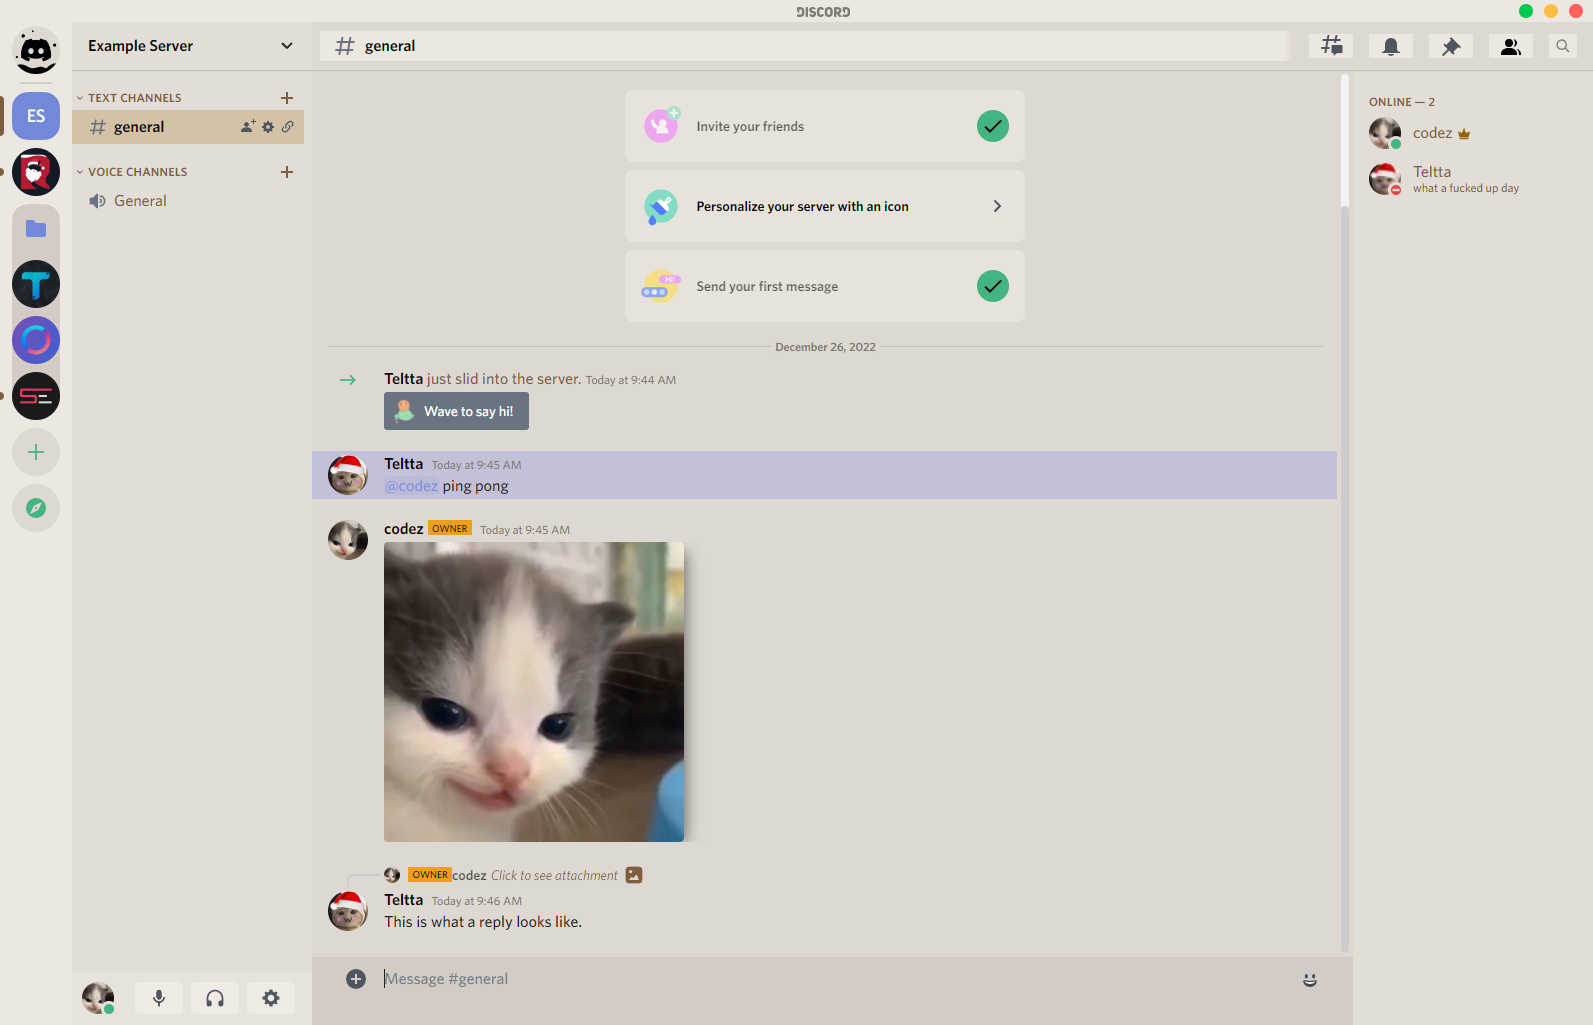 DISCORD
Example Server
general
ES
TEXT CHANNELS
general
VOICE CHANNELS
General
Invite your friends
Personalize your server with an icon
Hi!
Send your first message
December 26, 2022
Teltta just slid into the server. Today at 9:44 AM
Wave to say hi!
Teltta Today at 9:45 AM
@codez ping pong
codez OWNER Today at 9:45 AM
OWNER codez Click to see attachment
Teltta Today at 9:46 AM
This is what a reply looks like.
Message #general
ONLINE — 2
codez
Teltta
what a fucked up day